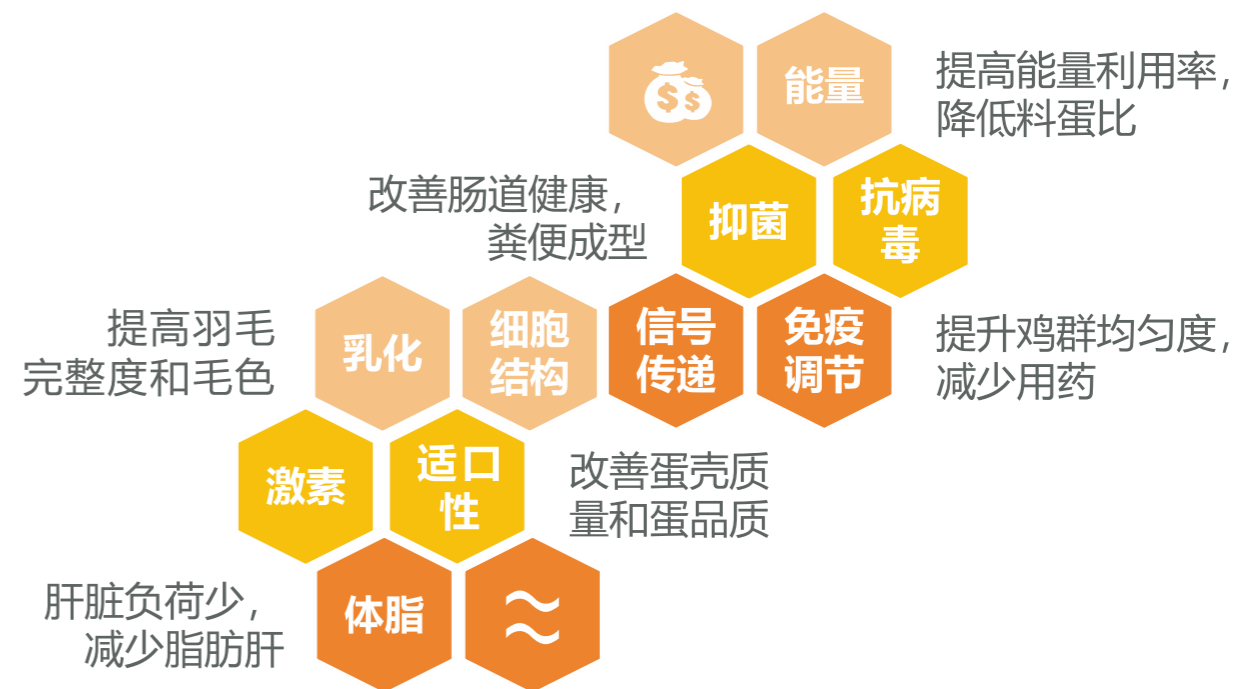 $ $
能量
提高能量利用率，
降低料蛋比
改善肠道健康，
粪便成型
抑菌
抗病
毒
提高羽毛
完整度和毛色
乳化
细胞
结构
信号
传递
免疫
调节
提升鸡群均匀度，
减少用药
激素
适口
性
改善蛋壳质
量和蛋品质
肝脏负荷少，
减少脂肪肝
体脂
≈